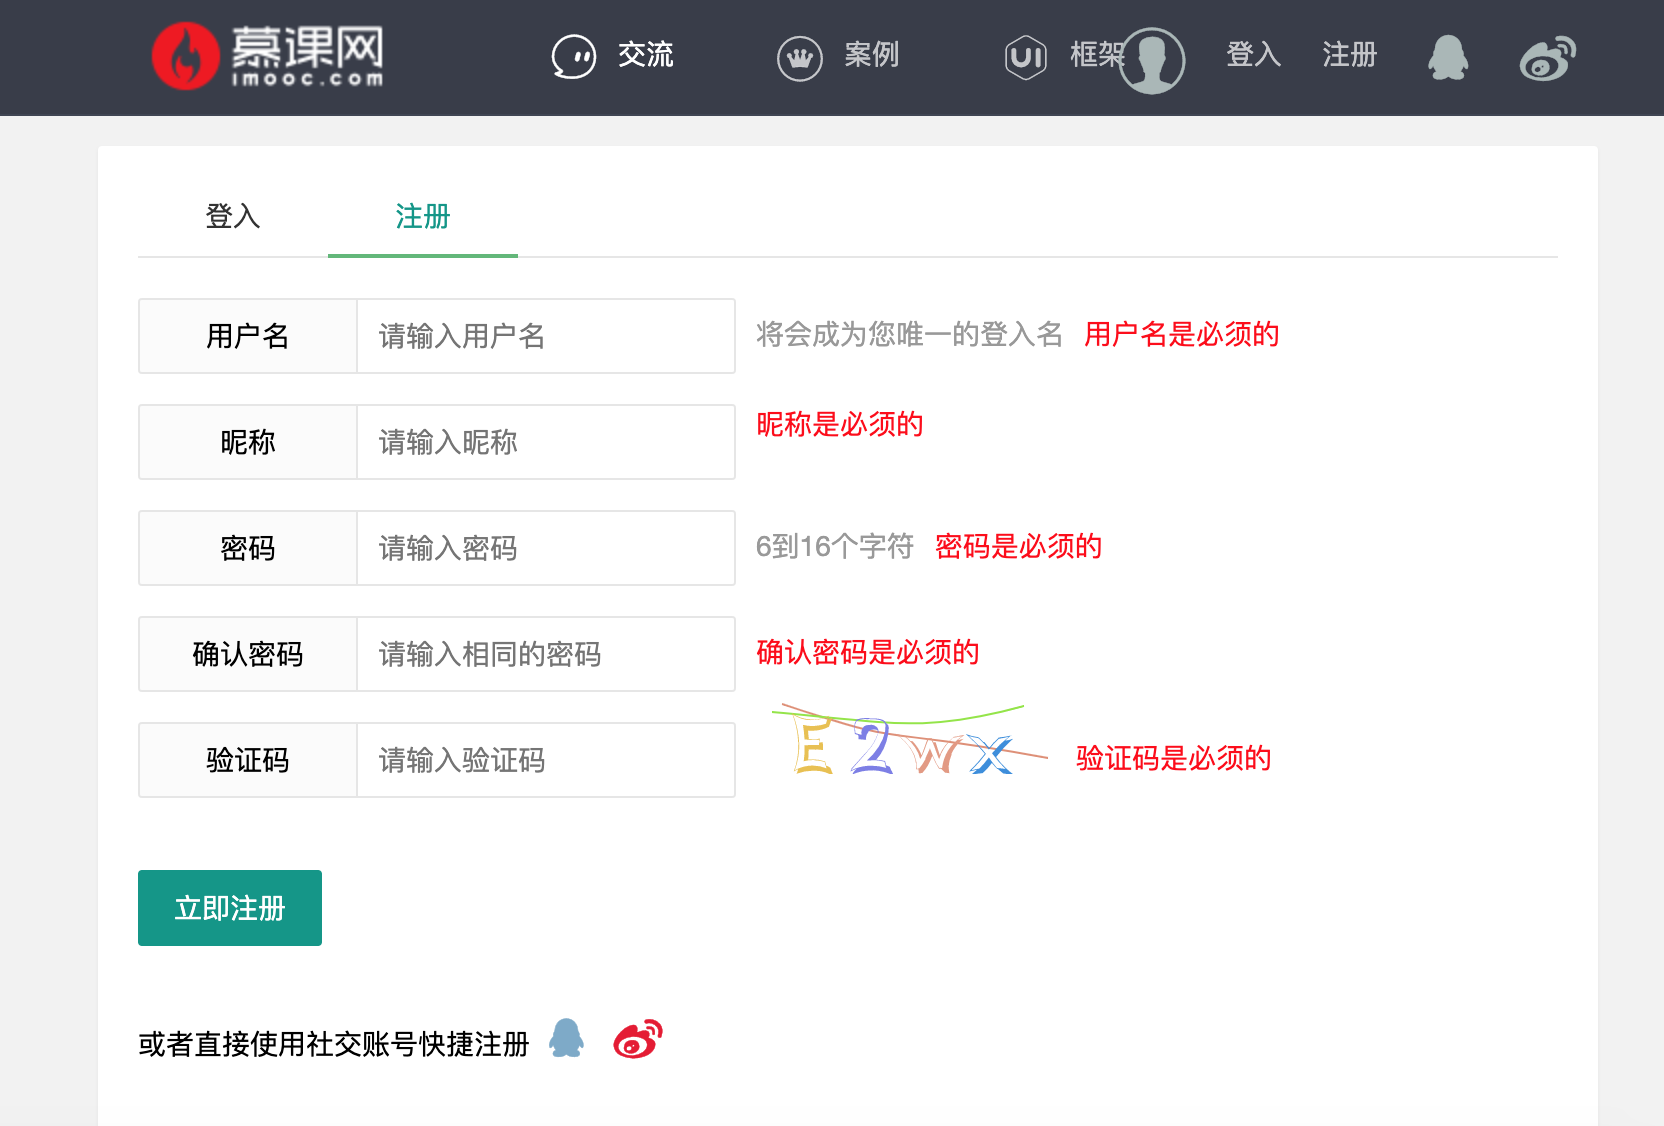 慕课网
imooc.com
交流 案例 UI 框架 登入 注册
登入 注册
用户名 请输入用户名 将会成为您唯一的登入名 用户名是必须的
昵称 请输入昵称 昵称是必须的
密码 请输入密码 6到16个字符 密码是必须的
确认密码 请输入相同的密码 确认密码是必须的
验证码 请输入验证码 E2wx 验证码是必须的
立即注册
或者直接使用社交账号快捷注册